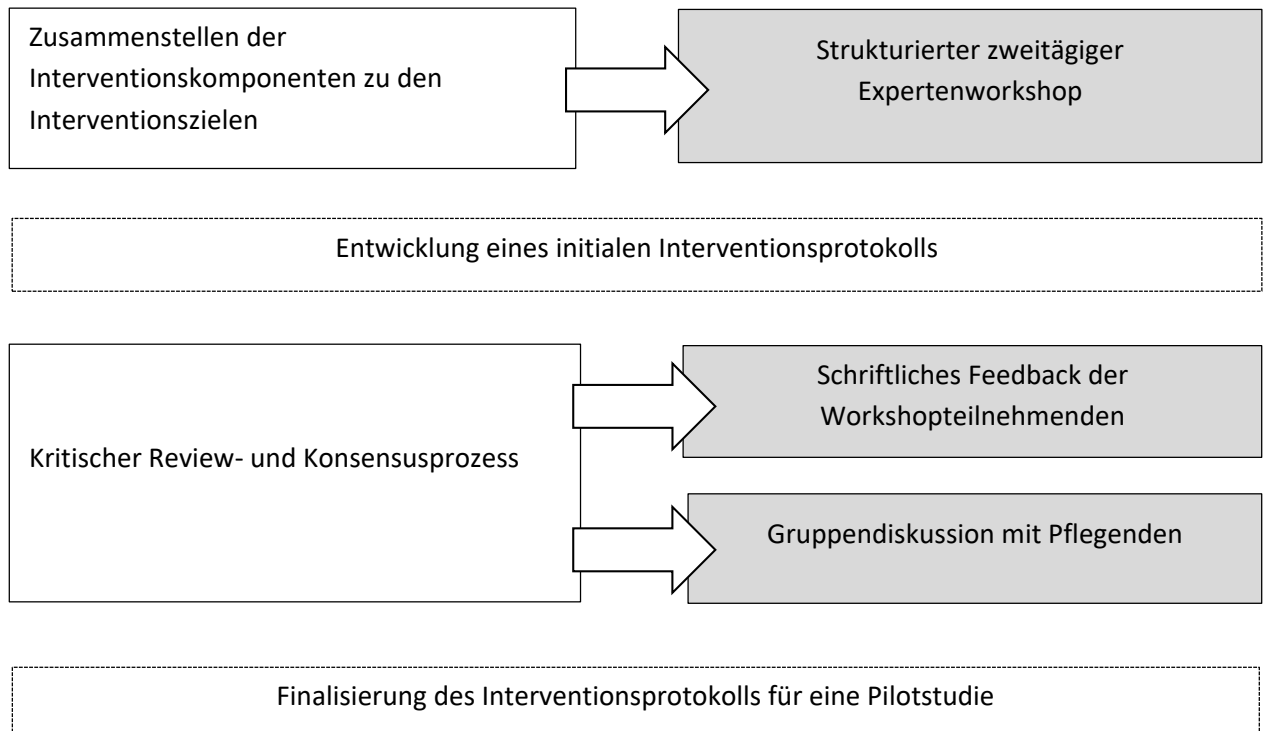 Zusammenstellen der
Interventionskomponenten zu den
Interventionszielen
Strukturierter zweitägiger
Expertenworkshop
Entwicklung eines initialen Interventionsprotokolls
Kritischer Review- und Konsensusprozess
Schriftliches Feedback der
Workshopteilnehmenden
Gruppendiskussion mit Pflegenden
Finalisierung des Interventionsprotokolls für eine Pilotstudie